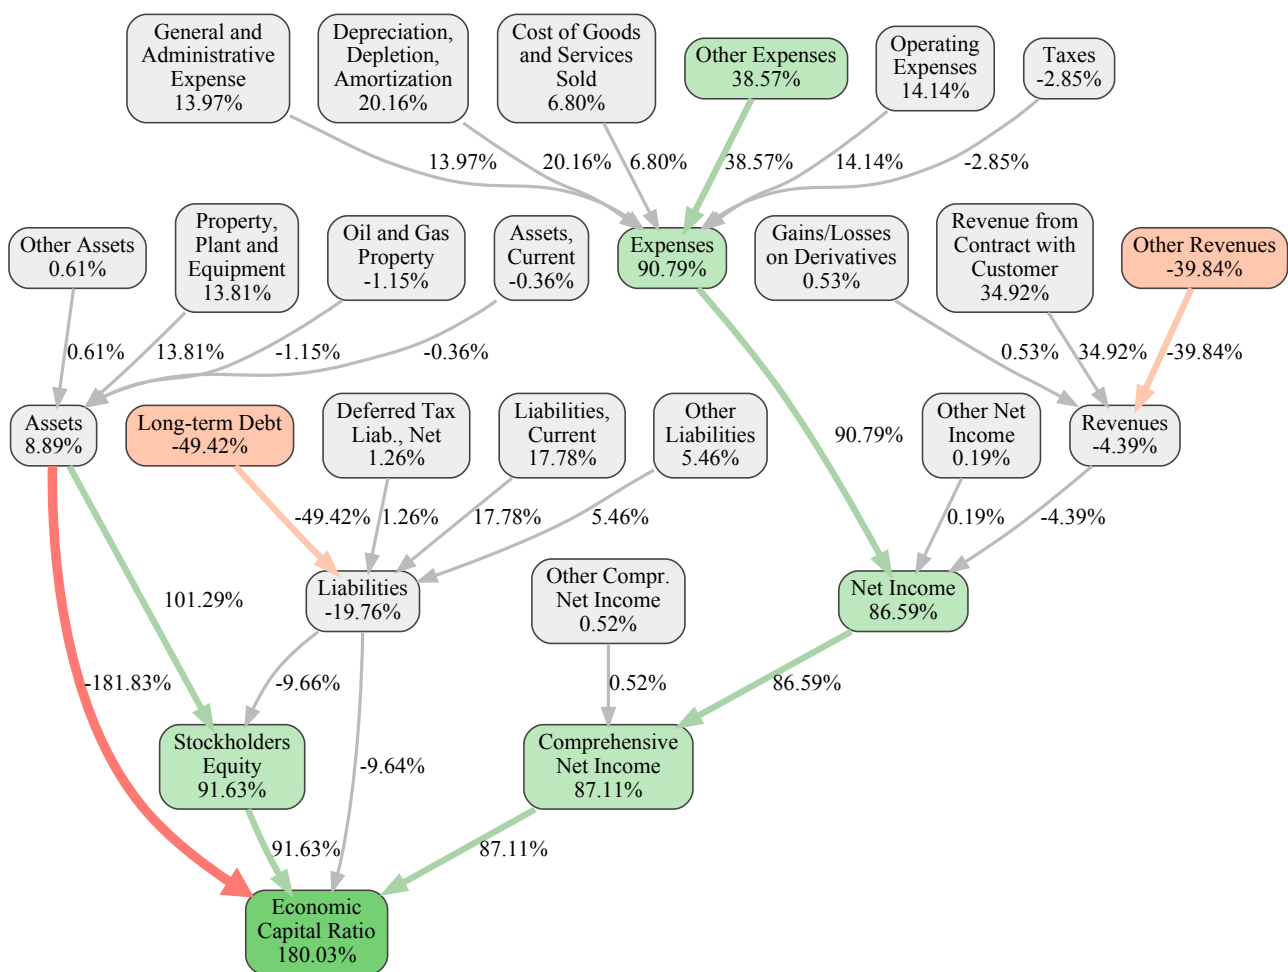 General and
Administrative
Expense
13.97%
Depreciation,
Depletion,
Amortization
20.16%
Cost of Goods
and Services
Sold
6.80%
Other Expenses
38.57%
Operating
Expenses
14.14%
Taxes
-2.85%
13.97%
20.16%
6.80%
38.57%
14.14%
-2.85%
Other Assets
0.61%
Property,
Plant and
Equipment
13.81%
Oil and Gas
Property
-1.15%
Assets,
Current
-0.36%
Expenses
90.79%
Gains/Losses
on Derivatives
0.53%
Revenue from
Contract with
Customer
34.92%
Other Revenues
-39.84%
0.61%
13.81%
-1.15%
-0.36%
0.53%
34.92%
-39.84%
Assets
8.89%
Long-term Debt
-49.42%
Deferred Tax
Liab., Net
1.26%
Liabilities,
Current
17.78%
Other
Liabilities
5.46%
90.79%
Other Net
Income
0.19%
Revenues
-4.39%
-49.42%
1.26%
17.78%
5.46%
0.19%
-4.39%
101.29%
Liabilities
-19.76%
Other Compr.
Net Income
0.52%
Net Income
86.59%
-181.83%
-9.66%
0.52%
86.59%
Stockholders
Equity
91.63%
-9.64%
Comprehensive
Net Income
87.11%
91.63%
87.11%
Economic
Capital Ratio
180.03%